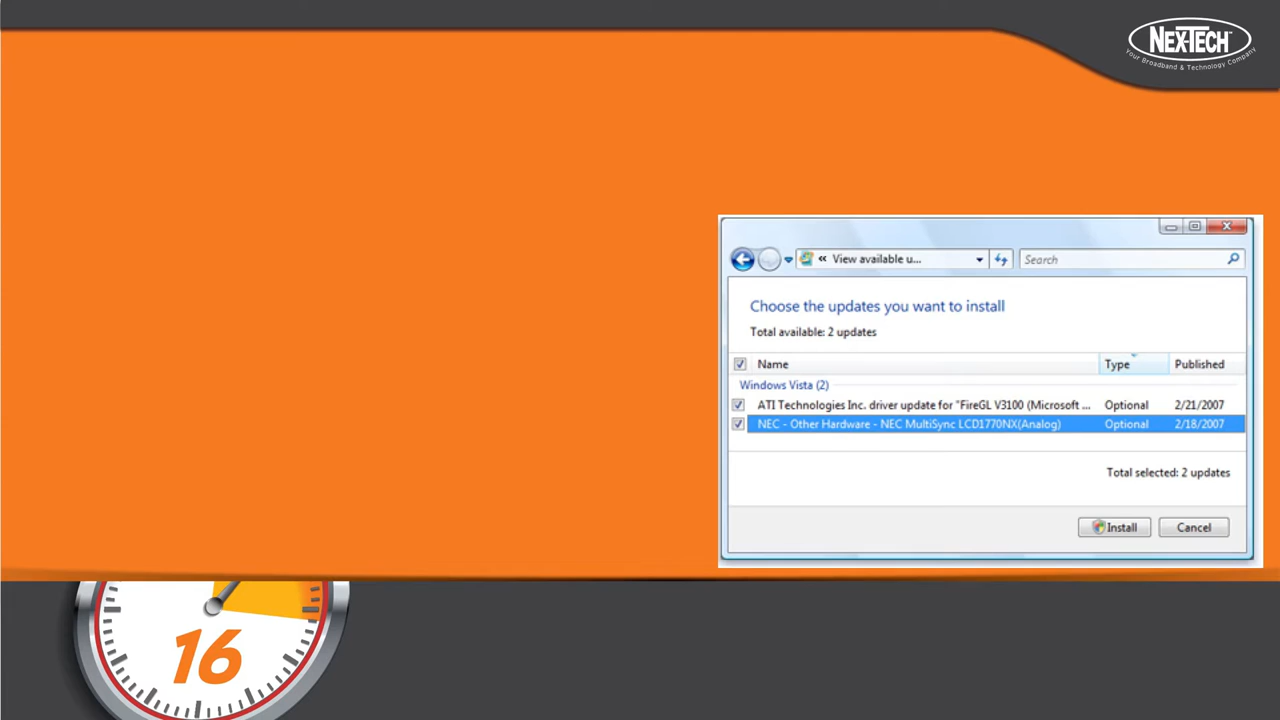 NEX-TECH
Your Broadband & Technology Company
View available u...
Search
Choose the updates you want to install
Total available: 2 updates
Name Type Published
Windows Vista (2)
ATI Technologies Inc. driver update for "FireGL V3100 (Microsoft ... Optional 2/21/2007
NEC - Other Hardware - NEC MultiSync LCD1770NX(Analog) Optional 2/18/2007
Total selected: 2 updates
Install Cancel
16